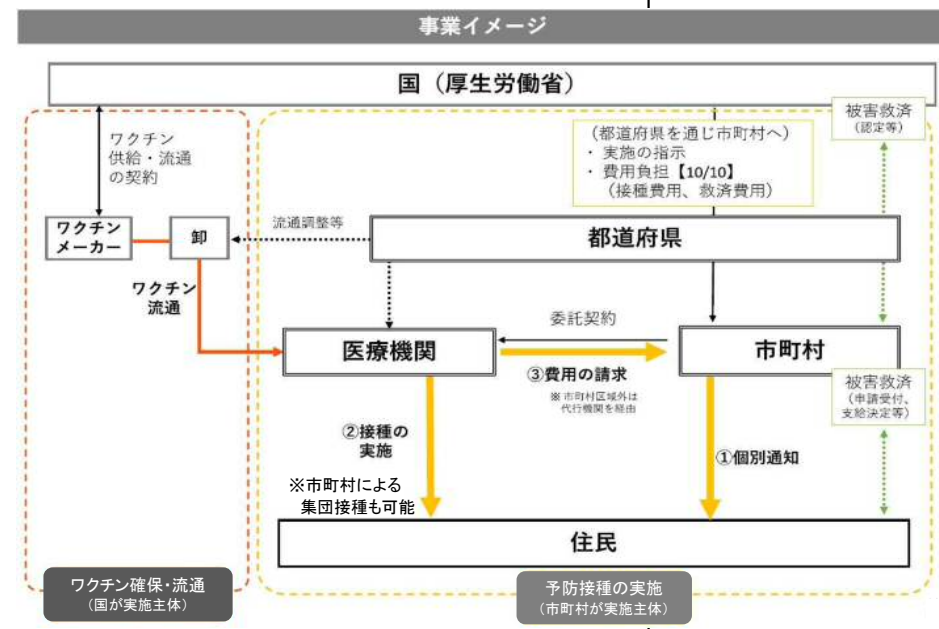 事業イメージ
国（厚生労働省）
被害救済
（認定等）
ワクチン
供給・流通
の契約
（都道府県を通じ市町村へ）
・ 実施の指示
・ 費用負担【10/10】
（接種費用、救済費用）
ワクチン
メーカー
卸
流通調整等
都道府県
ワクチン
流通
委託契約
医療機関
市町村
③費用の請求
※ 市町村区域外は
代行機関を経由
被害救済
（申請受付、
支給決定等）
②接種の
実施
①個別通知
※市町村による
集団接種も可能
住民
ワクチン確保・流通
（国が実施主体）
予防接種の実施
（市町村が実施主体）